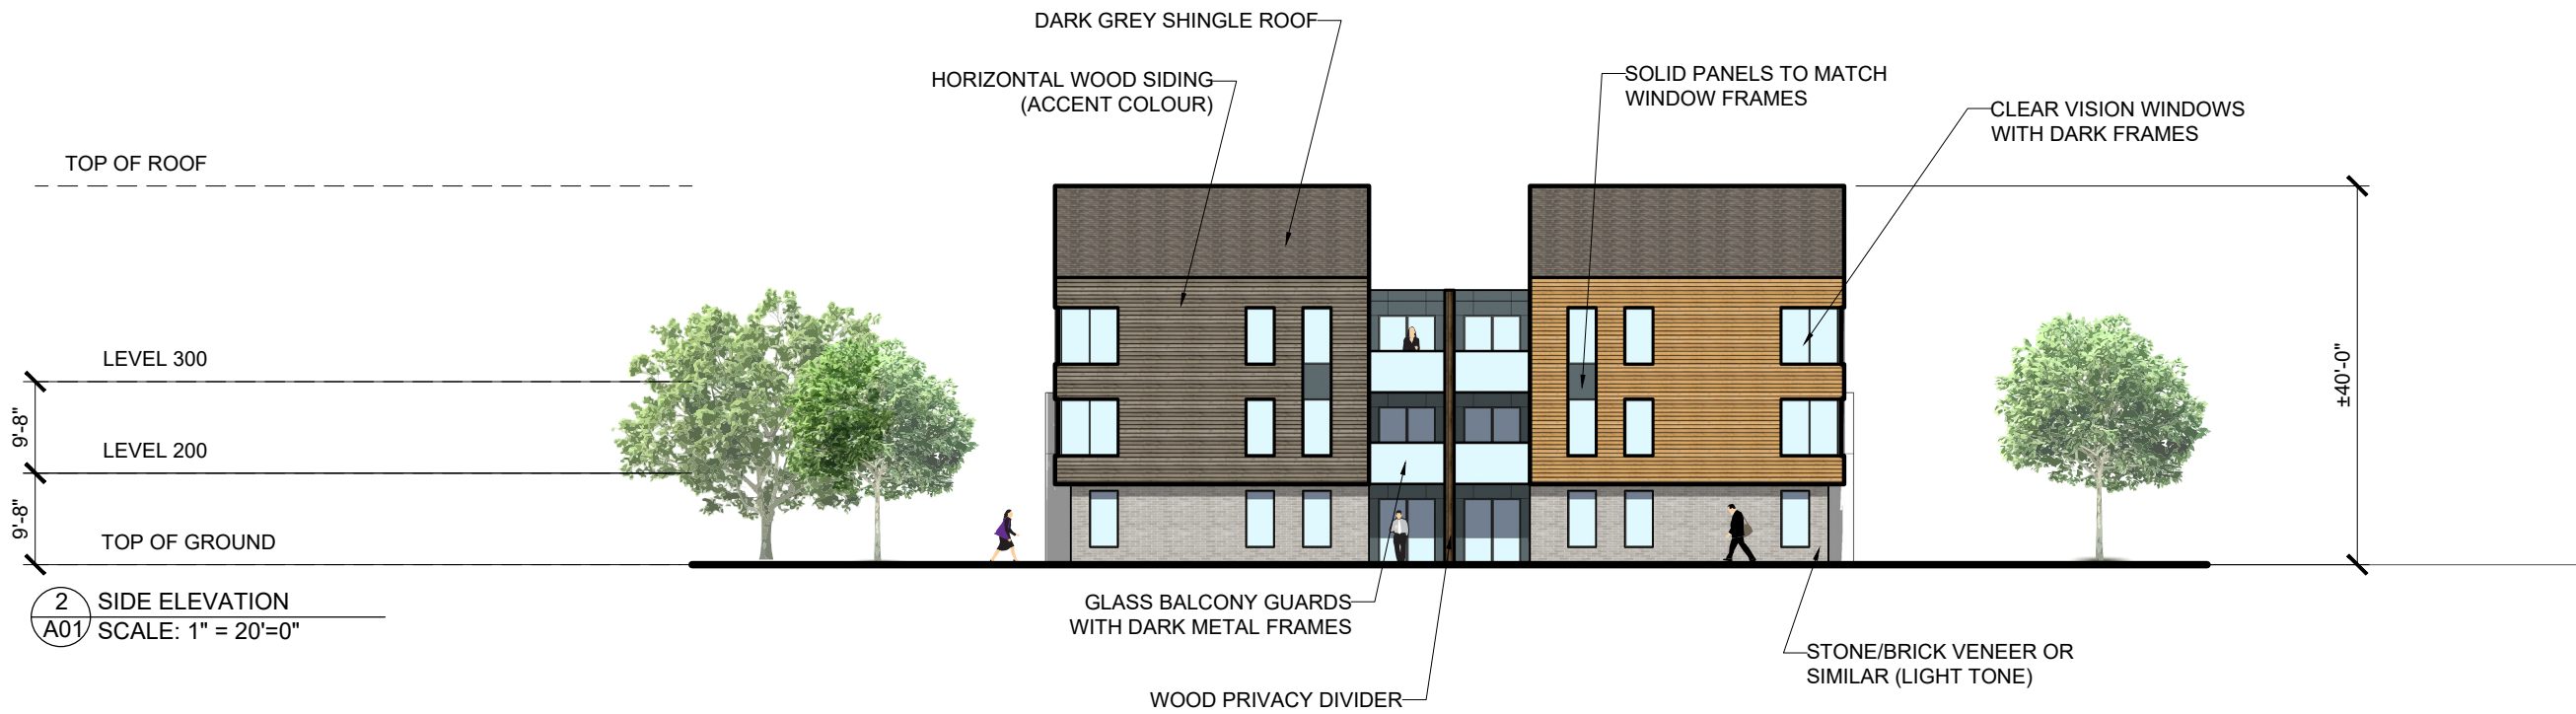 DARK GREY SHINGLE ROOF
HORIZONTAL WOOD SIDING
(ACCENT COLOUR)
SOLID PANELS TO MATCH
WINDOW FRAMES
CLEAR VISION WINDOWS
WITH DARK FRAMES
TOP OF ROOF
LEVEL 300
9'-8"
LEVEL 200
9'-8"
TOP OF GROUND
±40'-0"
2
A01
SIDE ELEVATION
SCALE: 1" = 20'=0"
GLASS BALCONY GUARDS
WITH DARK METAL FRAMES
WOOD PRIVACY DIVIDER
STONE/BRICK VENEER OR
SIMILAR (LIGHT TONE)